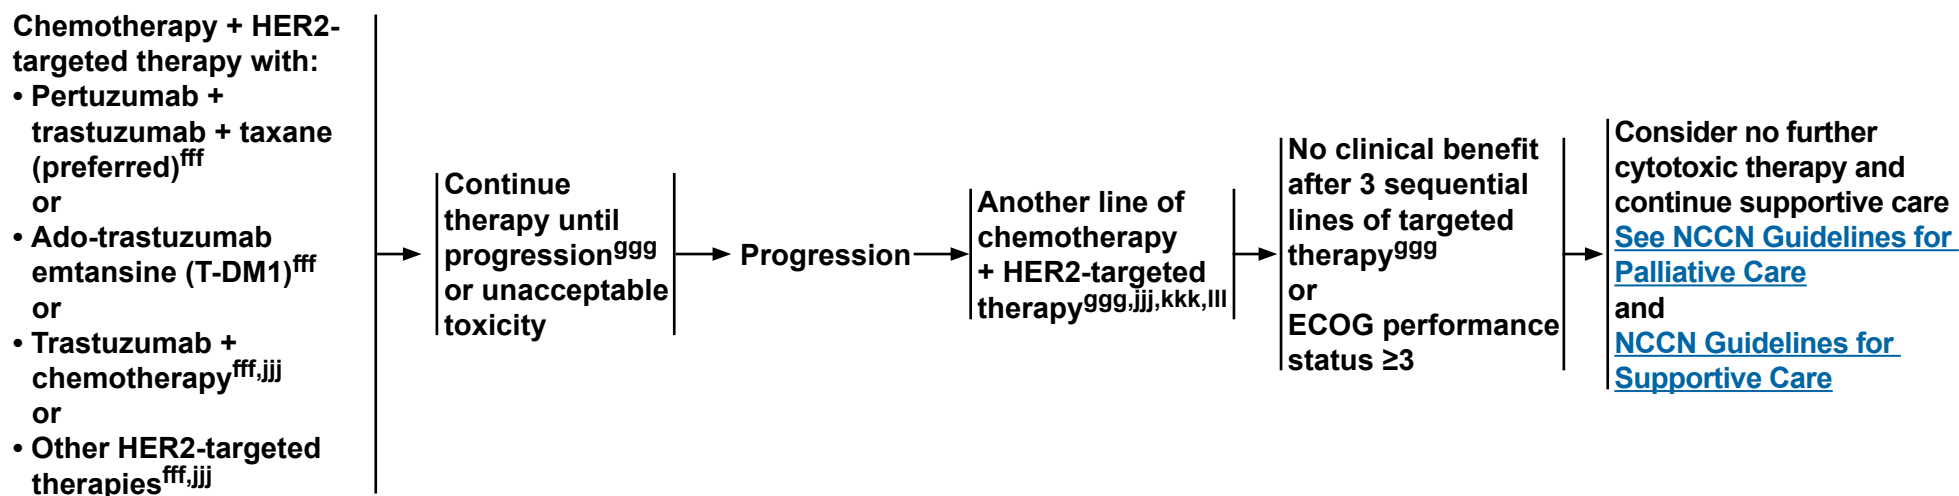 Chemotherapy + HER2-
targeted therapy with:
• Pertuzumab +
trastuzumab + taxane
(preferred)fff
or
• Ado-trastuzumab
emtansine (T-DM1)fff
or
• Trastuzumab +
chemotherapyfff,jjj
or
• Other HER2-targeted
therapiesfff,jjj
Continue
therapy until
progressionggg
or unacceptable
toxicity
Progression
Another line of
chemotherapy
+ HER2-targeted
therapyggg,jjj,kkk,lll
No clinical benefit
after 3 sequential
lines of targeted
therapyggg
or
ECOG performance
status ≥3
Consider no further
cytotoxic therapy and
continue supportive care
See NCCN Guidelines for
Palliative Care
and
NCCN Guidelines for
Supportive Care